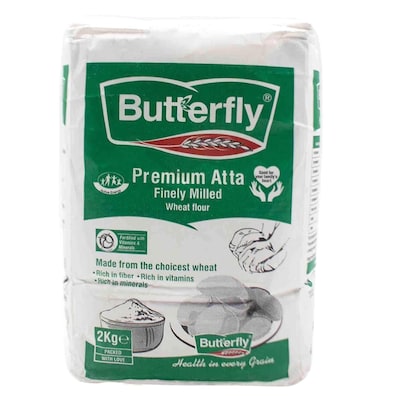 Butterfly®
Premium Atta
Finely Milled
Wheat flour
Good for
your family's
heart
Fortified with
Vitamins &
Minerals
Made from the choicest wheat
• Rich in fiber • Rich in vitamins
• Rich in minerals
2Kg e
PACKED
WITH LOVE
Butterfly
Health in every Grain